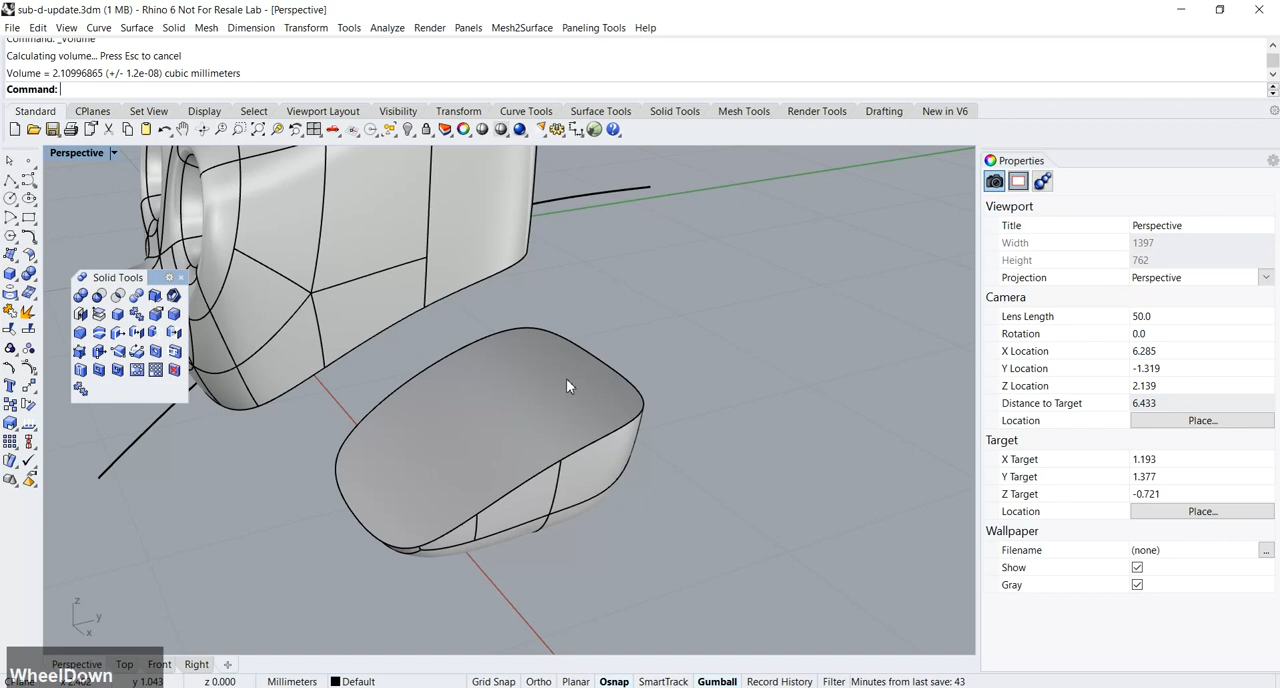 sub-d-update.3dm (1 MB) - Rhino 6 Not For Resale Lab - [Perspective]
File Edit View Curve Surface Solid Mesh Dimension Transform Tools Analyze Render Panels Mesh2Surface Paneling Tools Help
Command: _Volume
Calculating volume... Press Esc to cancel
Volume = 2.10996865 (+/- 1.2e-08) cubic millimeters
Command:
Standard CPlanes Set View Display Select Viewport Layout Visibility Transform Curve Tools Surface Tools Solid Tools Mesh Tools Render Tools Drafting New in V6
Perspective
Solid Tools
z
y
x
Properties
Viewport
Title Perspective
Width 1397
Height 762
Projection Perspective
Camera
Lens Length 50.0
Rotation 0.0
X Location 6.285
Y Location -1.319
Z Location 2.139
Distance to Target 6.433
Location Place...
Target
X Target 1.193
Y Target 1.377
Z Target -0.721
Location Place...
Wallpaper
Filename (none) ...
Show
Gray
Perspective Top Front Right
WheelDown
CPlane x 2.402 y 1.043 z 0.000 Millimeters Default Grid Snap Ortho Planar Osnap SmartTrack Gumball Record History Filter Minutes from last save: 43